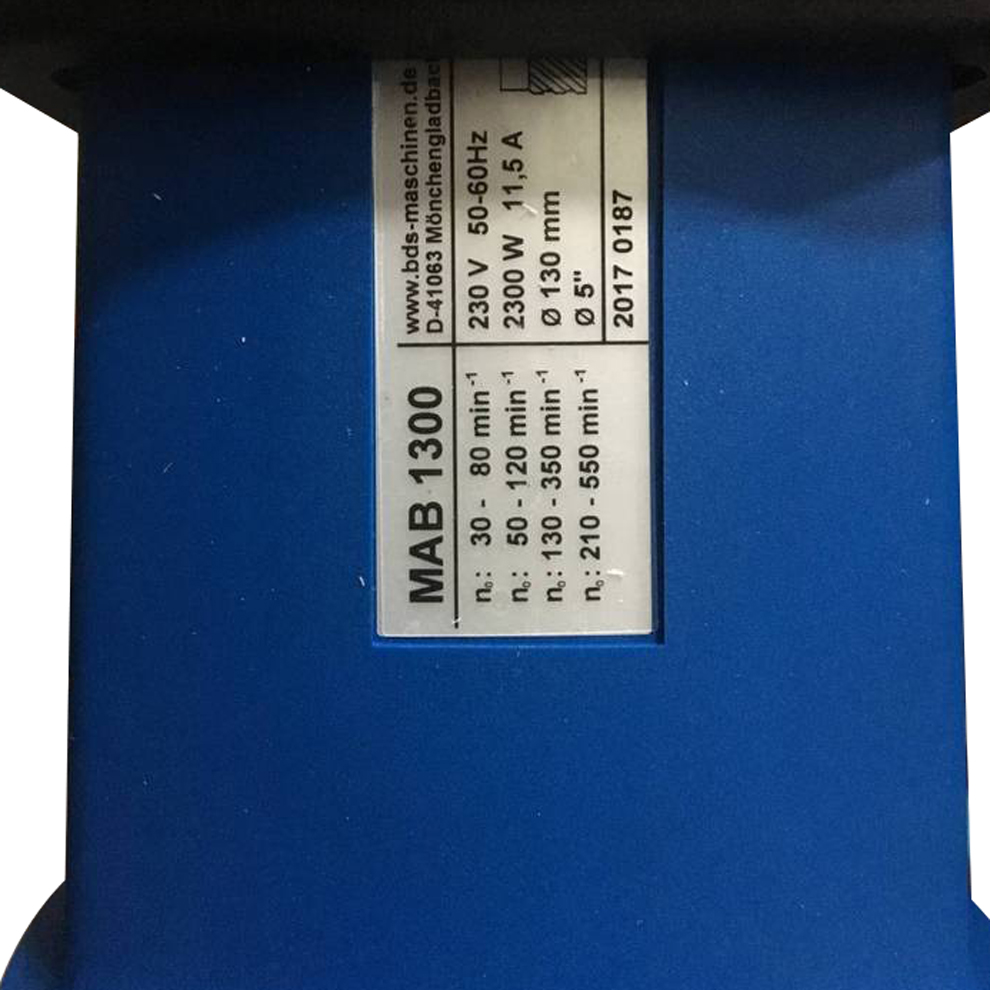 MAB 1300
www.bds-maschinen.de
D-41063 Mönchengladbach
n₀: 30 - 80 min⁻¹
n₀: 50 - 120 min⁻¹
n₀: 130 - 350 min⁻¹
n₀: 210 - 550 min⁻¹
230 V 50-60Hz
2300 W 11,5 A
Ø 130 mm
Ø 5"
2017 0187